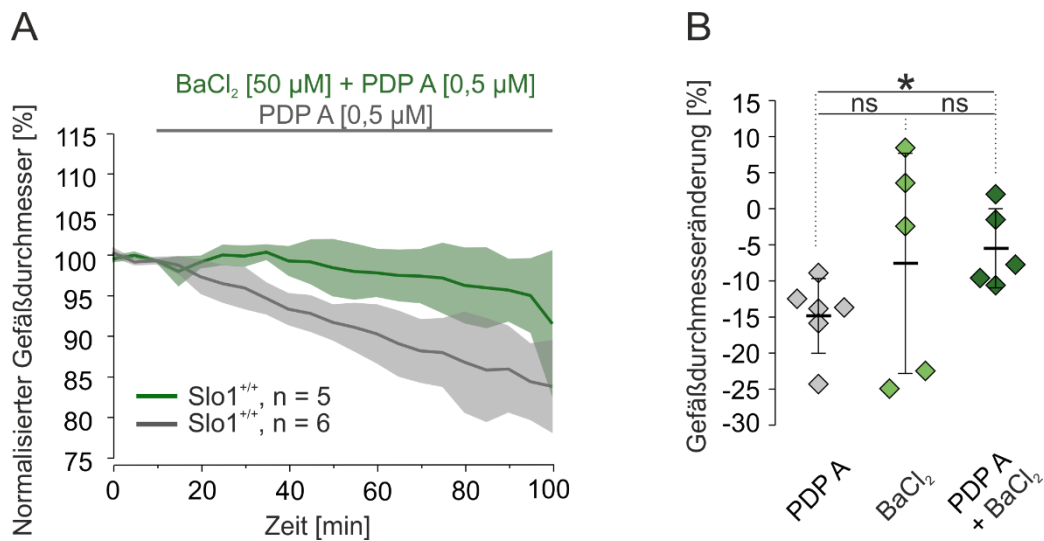 A
BaCl₂ [50 µM] + PDP A [0,5 µM]
PDP A [0,5 µM]
Normalisierter Gefäßdurchmesser [%]
115
110
105
100
95
90
85
80
75
Slo1⁺/⁺, n = 5
Slo1⁺/⁺, n = 6
0
20
40
60
80
100
Zeit [min]
B
Gefäßdurchmesseränderung [%]
15
10
5
0
-5
-10
-15
-20
-25
-30
*
ns
ns
PDP A
BaCl₂
PDP A
+ BaCl₂